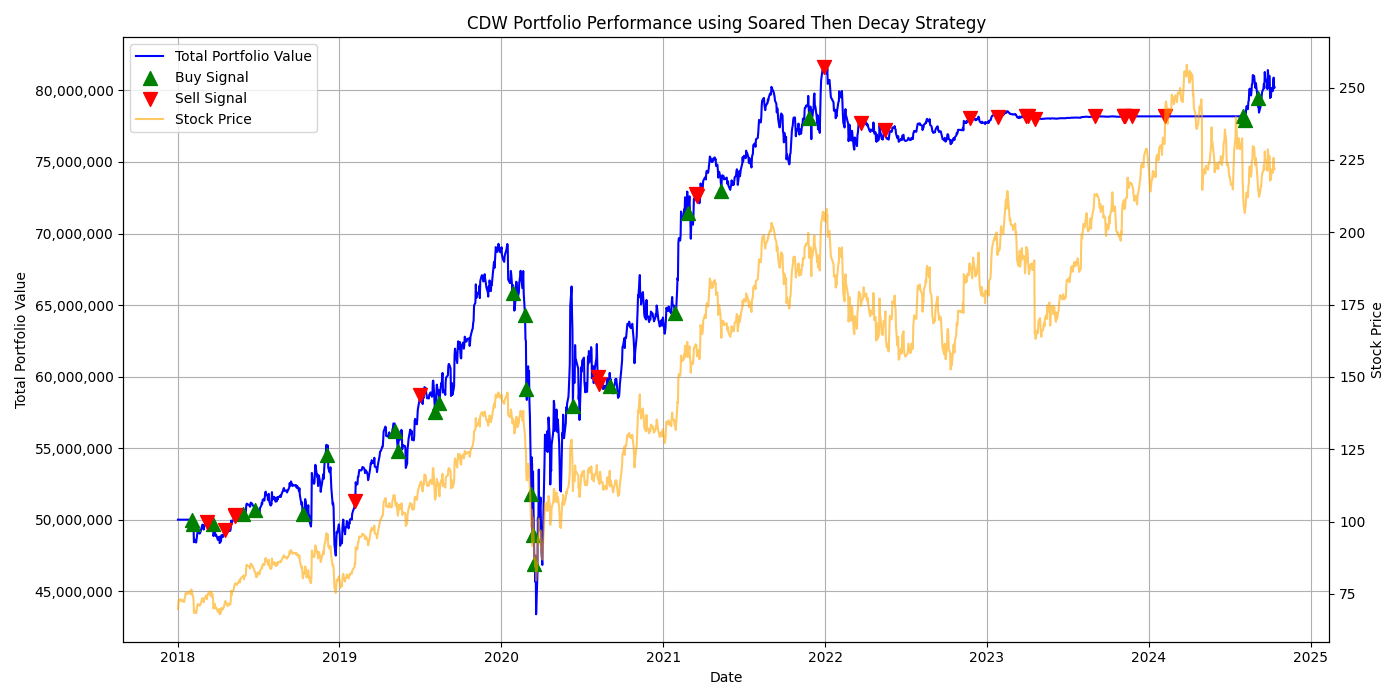 CDW Portfolio Performance using Soared Then Decay Strategy
Total Portfolio Value
Buy Signal
Sell Signal
Stock Price
80,000,000
75,000,000
70,000,000
65,000,000
60,000,000
55,000,000
50,000,000
45,000,000
Total Portfolio Value
250
225
200
175
150
125
100
75
Stock Price
2018 2019 2020 2021 2022 2023 2024 2025
Date